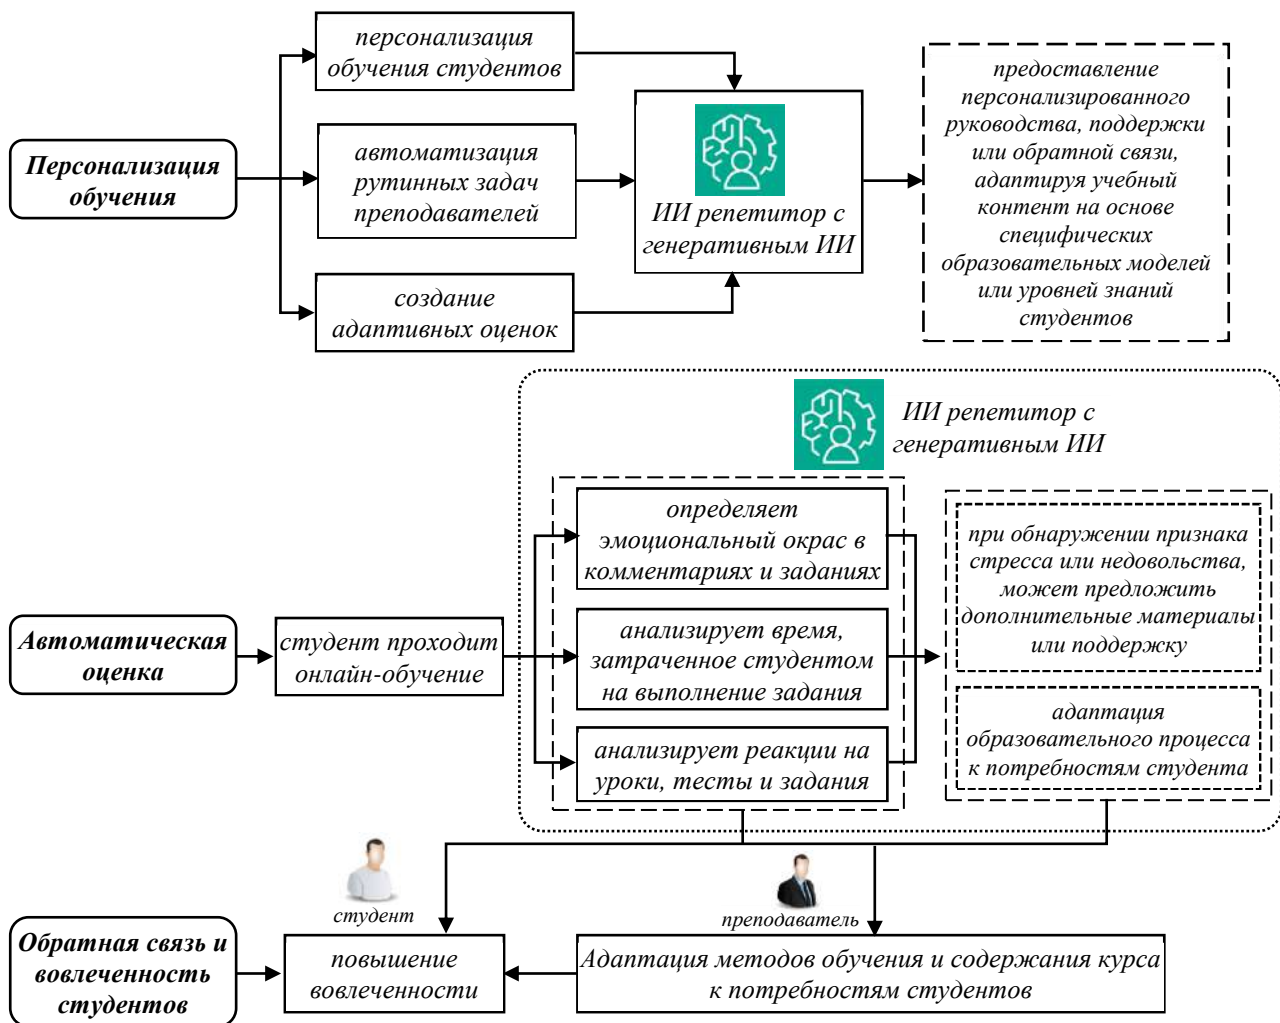 персонализация
обучения студентов
Персонализация
обучения
автоматизация
рутинных задач
преподавателей
создание
адаптивных оценок
ИИ репетитор с
генеративным ИИ
предоставление
персонализированного
руководства, поддержки
или обратной связи,
адаптируя учебный
контент на основе
специфических
образовательных моделей
или уровней знаний
студентов
ИИ репетитор с
генеративным ИИ
Автоматическая
оценка
студент проходит
онлайн-обучение
определяет
эмоциональный окрас в
комментариях и заданиях
анализирует время,
затраченное студентом
на выполнение задания
анализирует реакции на
уроки, тесты и задания
при обнаружении признака
стресса или недовольства,
может предложить
дополнительные материалы
или поддержку
адаптация
образовательного процесса
к потребностям студента
студент
преподаватель
Обратная связь и
вовлеченность
студентов
повышение
вовлеченности
Адаптация методов обучения и содержания курса
к потребностям студентов